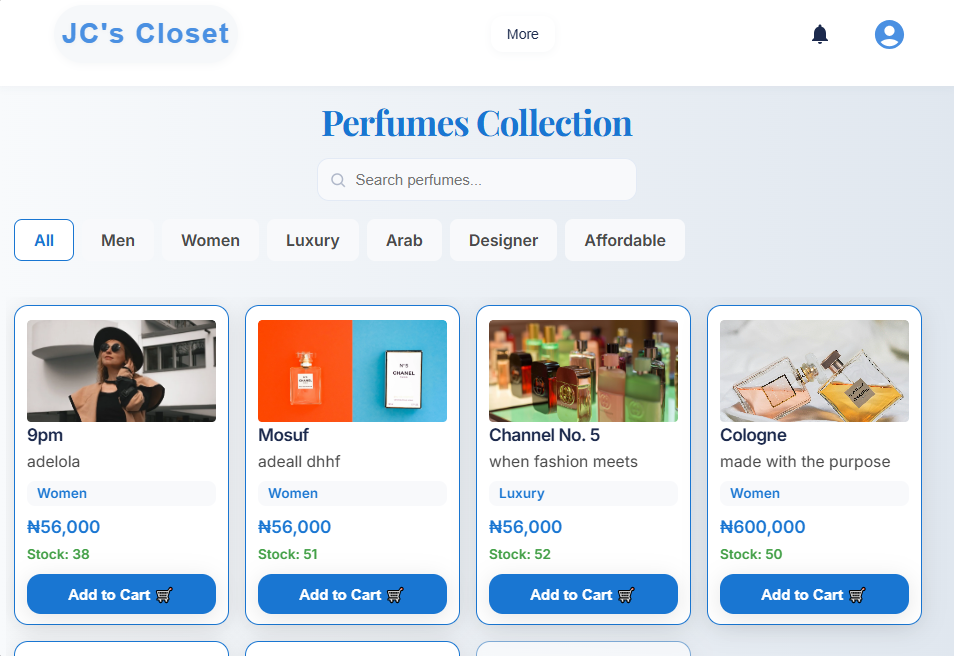 JC's Closet
More
Perfumes Collection
Search perfumes...
All Men Women Luxury Arab Designer Affordable
N°5
CHANEL
N°5
CHANEL
9pm Mosuf Channel No. 5 Cologne
adelola adeall dhhf when fashion meets made with the purpose
Women Women Luxury Women
₦56,000 ₦56,000 ₦56,000 ₦600,000
Stock: 38 Stock: 51 Stock: 52 Stock: 50
Add to Cart 🛒 Add to Cart 🛒 Add to Cart 🛒 Add to Cart 🛒